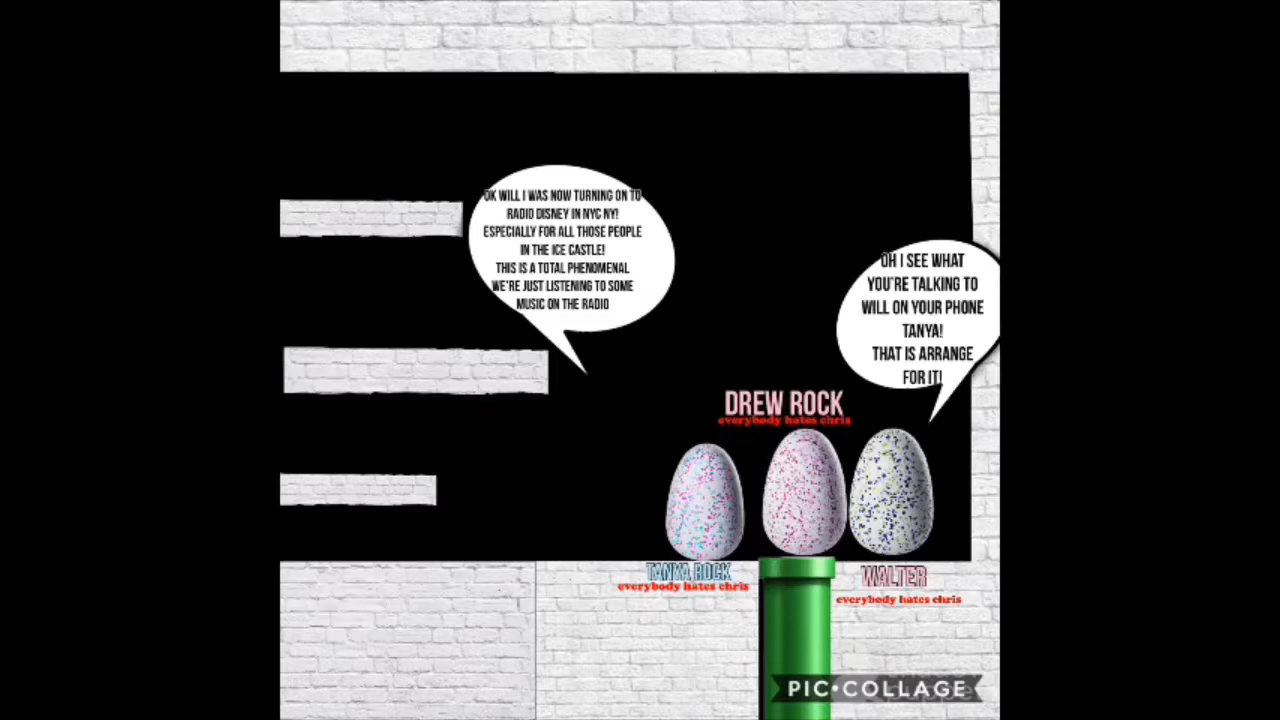 OK WILL I WAS NOW TURNING ON TO
RADIO DISNEY IN NYC NY!
ESPECIALLY FOR ALL THOSE PEOPLE
IN THE ICE CASTLE!
THIS IS A TOTAL PHENOMENAL
WE'RE JUST LISTENING TO SOME
MUSIC ON THE RADIO
OH I SEE WHAT
YOU'RE TALKING TO
WILL ON YOUR PHONE
TANYA!
THAT IS ARRANGE
FOR IT!
DREW ROCK
everybody hates chris
TANYA ROCK
everybody hates chris
WALTER
everybody hates chris
PIC•COLLAGE